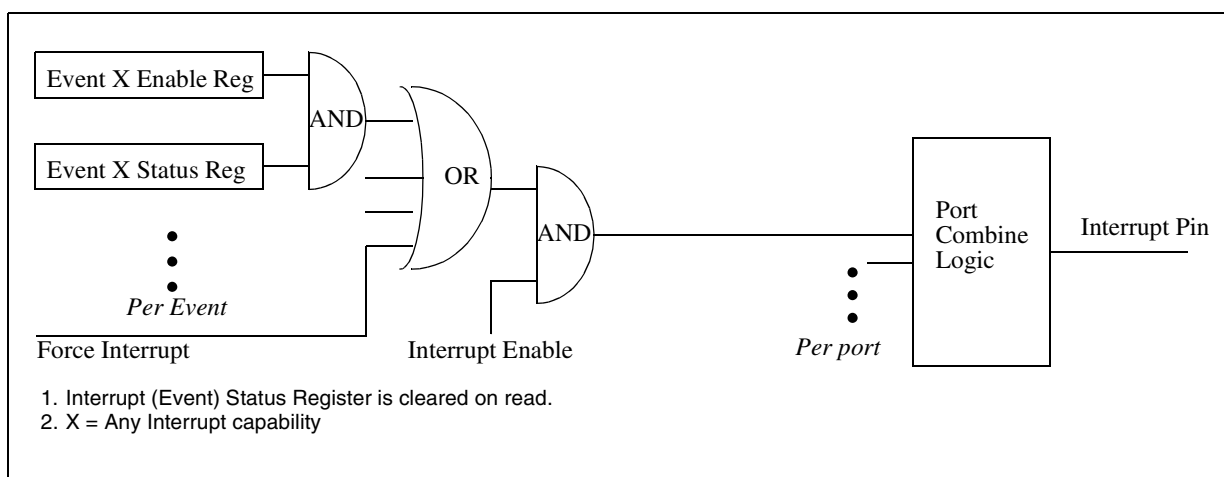 Event X Enable Reg
AND
Event X Status Reg
OR
AND
Per Event
Force Interrupt
Interrupt Enable
Port
Combine
Logic
Interrupt Pin
Per port
1. Interrupt (Event) Status Register is cleared on read.
2. X = Any Interrupt capability